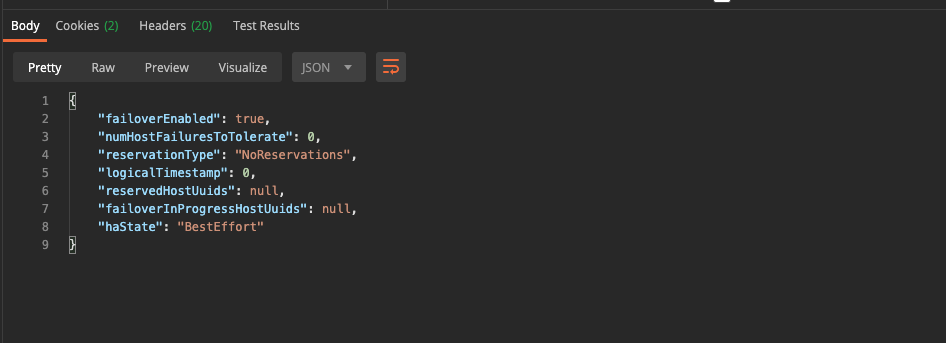 Body Cookies (2) Headers (20) Test Results
Pretty Raw Preview Visualize JSON
1 {
2 "failoverEnabled": true,
3 "numHostFailuresToTolerate": 0,
4 "reservationType": "NoReservations",
5 "logicalTimestamp": 0,
6 "reservedHostUuids": null,
7 "failoverInProgressHostUuids": null,
8 "haState": "BestEffort"
9 }